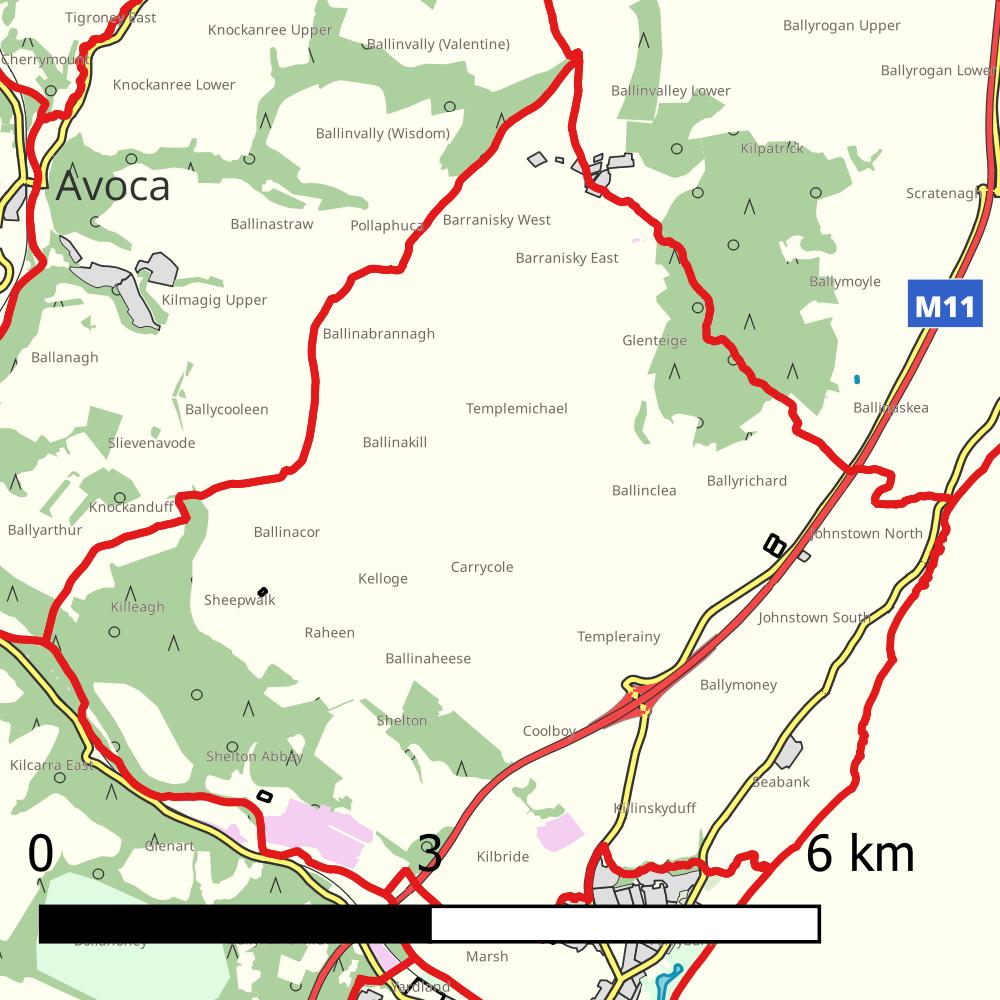 Tigroney East
Knockanree Upper
Ballyrogan Upper
Ballinvally (Valentine)
Cherrymount
Ballyrogan Lower
Knockanree Lower
Ballinvalley Lower
Ballinvally (Wisdom)
Kilpatrick
Avoca
Scratenagh
Ballinastraw
Pollaphuca
Barranisky West
Barranisky East
Ballymoyle
Kilmagig Upper
M11
Ballinabrannagh
Glenteige
Ballanagh
Ballycooleen
Templemichael
Ballinaskea
Slievenavode
Ballinakill
Ballyrichard
Ballinclea
Knockanduff
Ballyarthur
Ballinacor
Johnstown North
Carrycole
Kelloge
Sheepwalk
Killeagh
Johnstown South
Raheen
Templerainy
Ballinaheese
Ballymoney
Shelton
Coolboy
Shelton Abbey
Kilcarra East
Seabank
Killinskyduff
Glenart
Kilbride
0 3 6 km
Marsh
Yardland